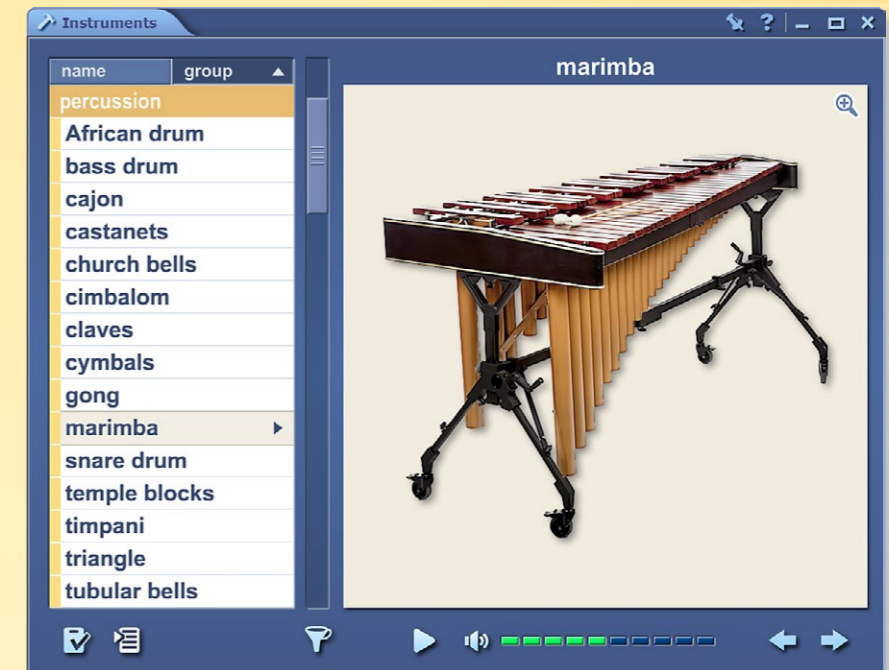 Instruments
name group
marimba
percussion
African drum
bass drum
cajon
castanets
church bells
cimbalom
claves
cymbals
gong
marimba
snare drum
temple blocks
timpani
triangle
tubular bells